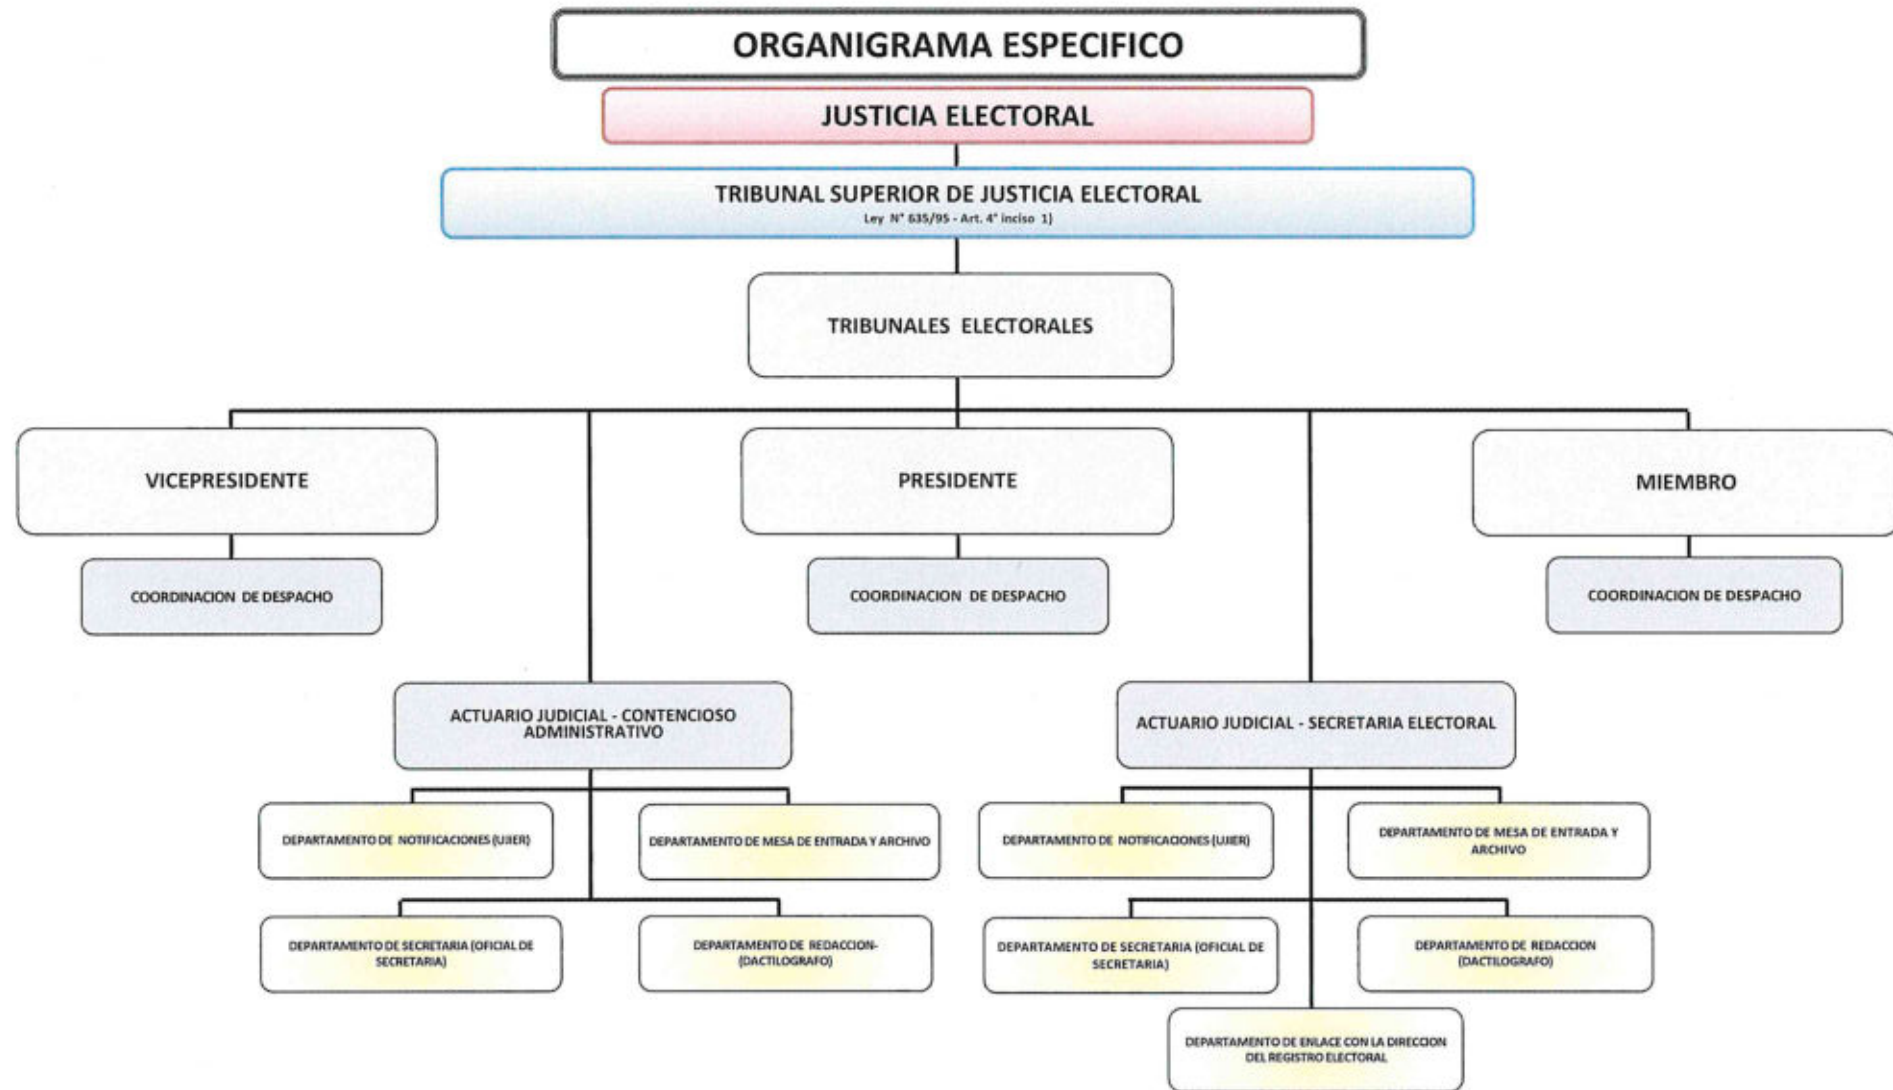 ORGANIGRAMA ESPECIFICO
JUSTICIA ELECTORAL
TRIBUNAL SUPERIOR DE JUSTICIA ELECTORAL
Ley N° 635/95 - Art. 4° inciso 1)
TRIBUNALES ELECTORALES
VICEPRESIDENTE
PRESIDENTE
MIEMBRO
COORDINACION DE DESPACHO
COORDINACION DE DESPACHO
COORDINACION DE DESPACHO
ACTUARIO JUDICIAL - CONTENCIOSO
ADMINISTRATIVO
ACTUARIO JUDICIAL - SECRETARIA ELECTORAL
DEPARTAMENTO DE NOTIFICACIONES (UJIER)
DEPARTAMENTO DE MESA DE ENTRADA Y ARCHIVO
DEPARTAMENTO DE NOTIFICACIONES (UJIER)
DEPARTAMENTO DE MESA DE ENTRADA Y
ARCHIVO
DEPARTAMENTO DE SECRETARIA (OFICIAL DE
SECRETARIA)
DEPARTAMENTO DE REDACCION-
(DACTILOGRAFO)
DEPARTAMENTO DE SECRETARIA (OFICIAL DE
SECRETARIA)
DEPARTAMENTO DE REDACCION
(DACTILOGRAFO)
DEPARTAMENTO DE ENLACE CON LA DIRECCION
DEL REGISTRO ELECTORAL